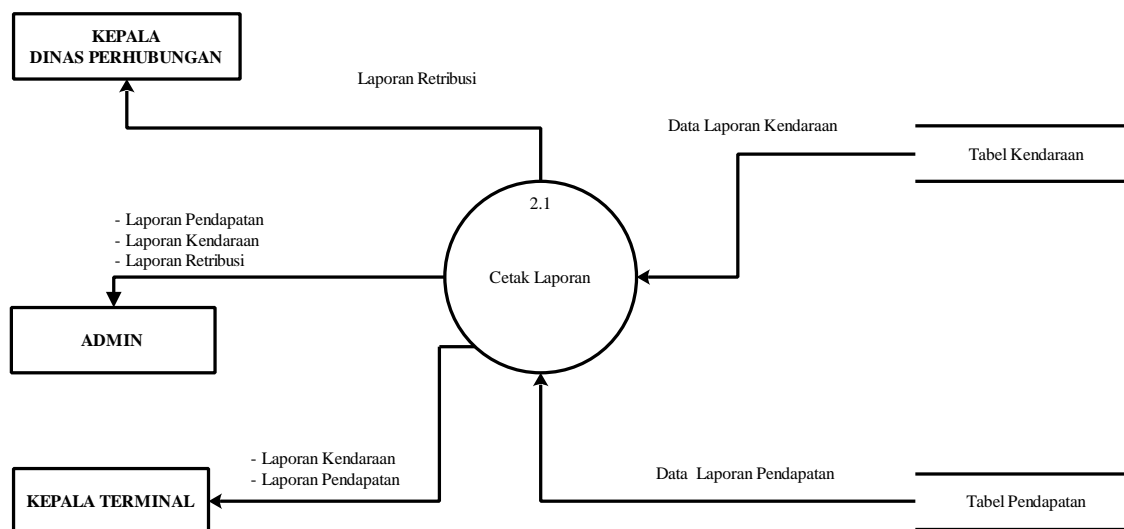 KEPALA
DINAS PERHUBUNGAN
Laporan Retribusi
Data Laporan Kendaraan
Tabel Kendaraan
2.1
Cetak Laporan
- Laporan Pendapatan
- Laporan Kendaraan
- Laporan Retribusi
ADMIN
- Laporan Kendaraan
- Laporan Pendapatan
KEPALA TERMINAL
Data Laporan Pendapatan
Tabel Pendapatan